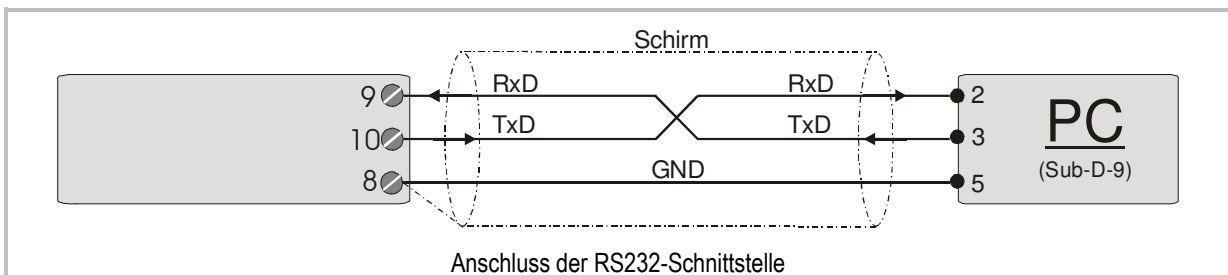 Schirm
9 RxD RxD 2
10 TxD TxD 3
8 GND 5
PC
(Sub-D-9)
Anschluss der RS232-Schnittstelle